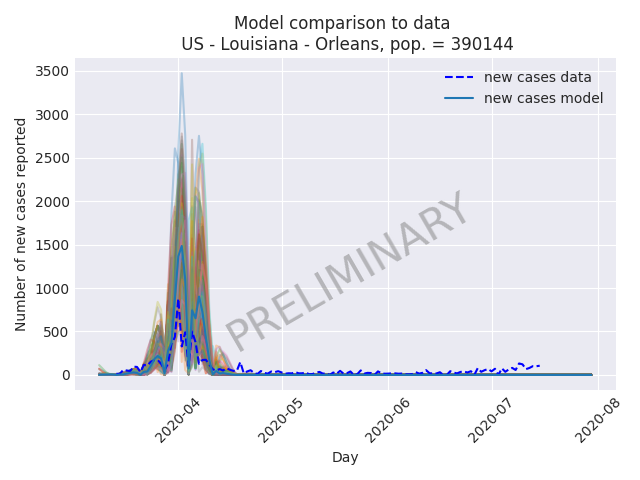 Model comparison to data
US - Louisiana - Orleans, pop. = 390144
new cases data
new cases model
Number of new cases reported
3500
3000
2500
2000
1500
1000
500
0
PRELIMINARY
2020-04
2020-05
2020-06
2020-07
2020-08
Day